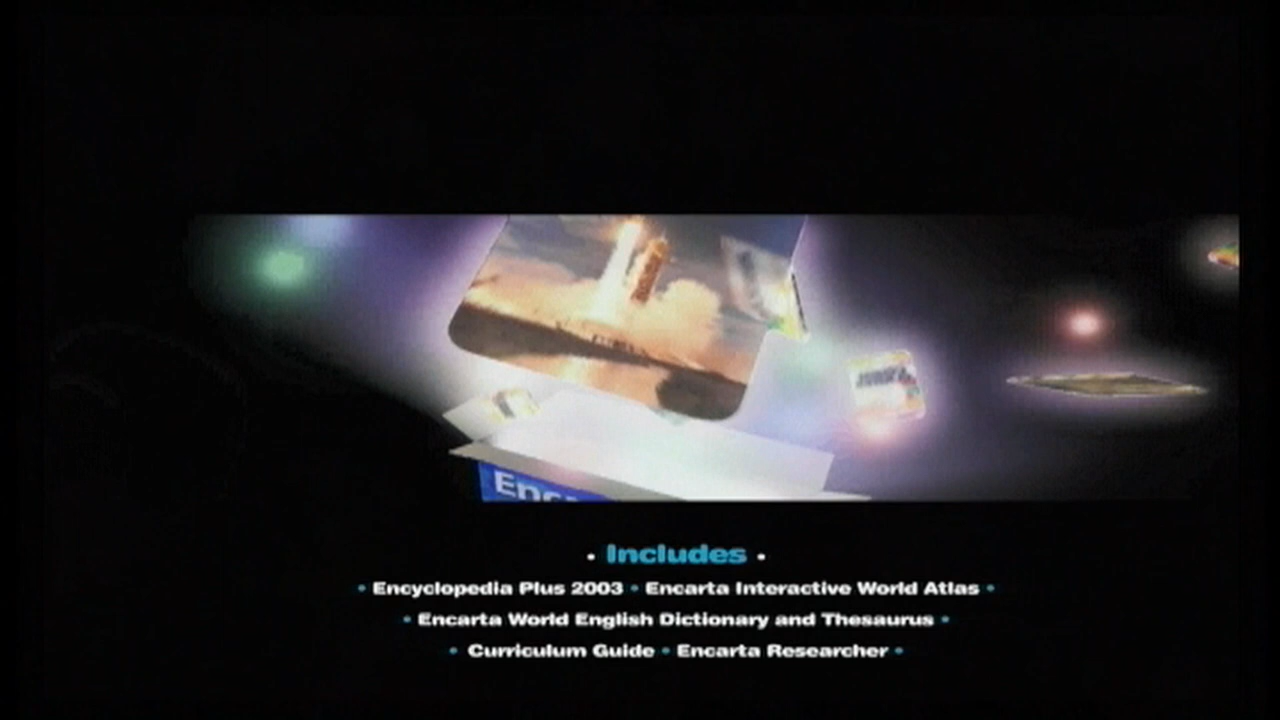 • Includes •
• Encyclopedia Plus 2003 • Encarta Interactive World Atlas •
• Encarta World English Dictionary and Thesaurus •
• Curriculum Guide • Encarta Researcher •